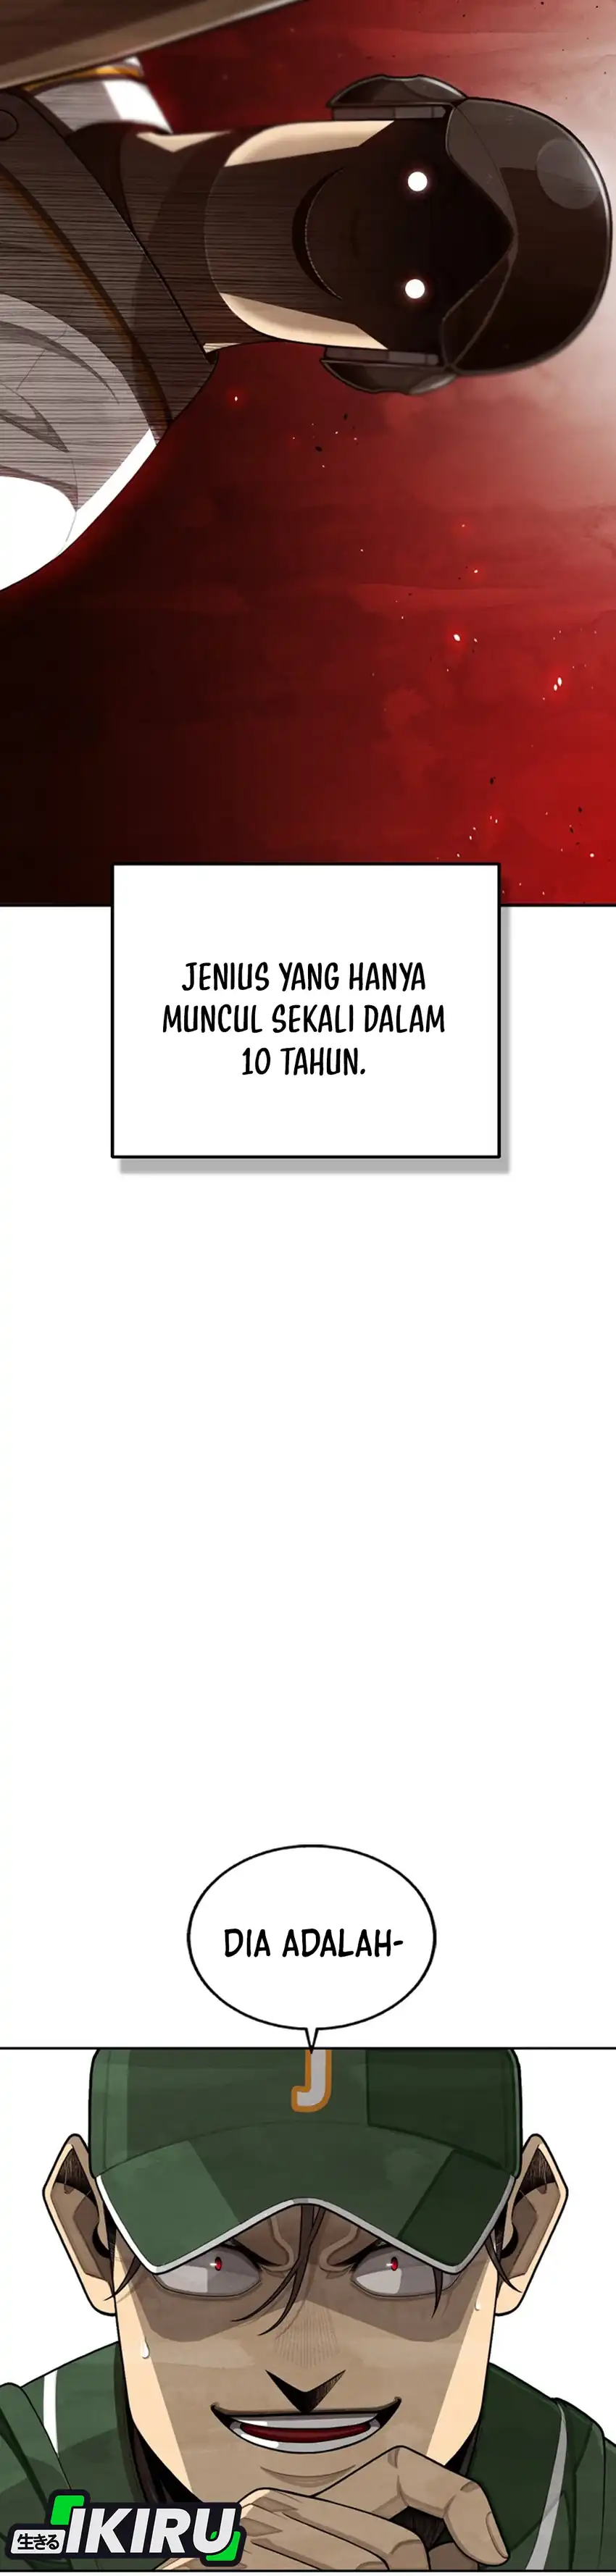 JENIUS YANG HANYA
MUNCUL SEKALI DALAM
10 TAHUN.
DIA ADALAH-
J
生きる IKIRU